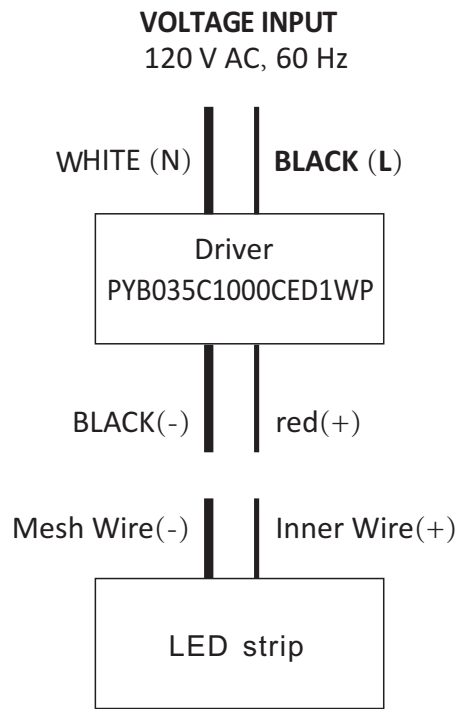 VOLTAGE INPUT
120 V AC, 60 Hz
WHITE (N) BLACK (L)
Driver
PYB035C1000CED1WP
BLACK(-) red(+)
Mesh Wire(-) Inner Wire(+)
LED strip